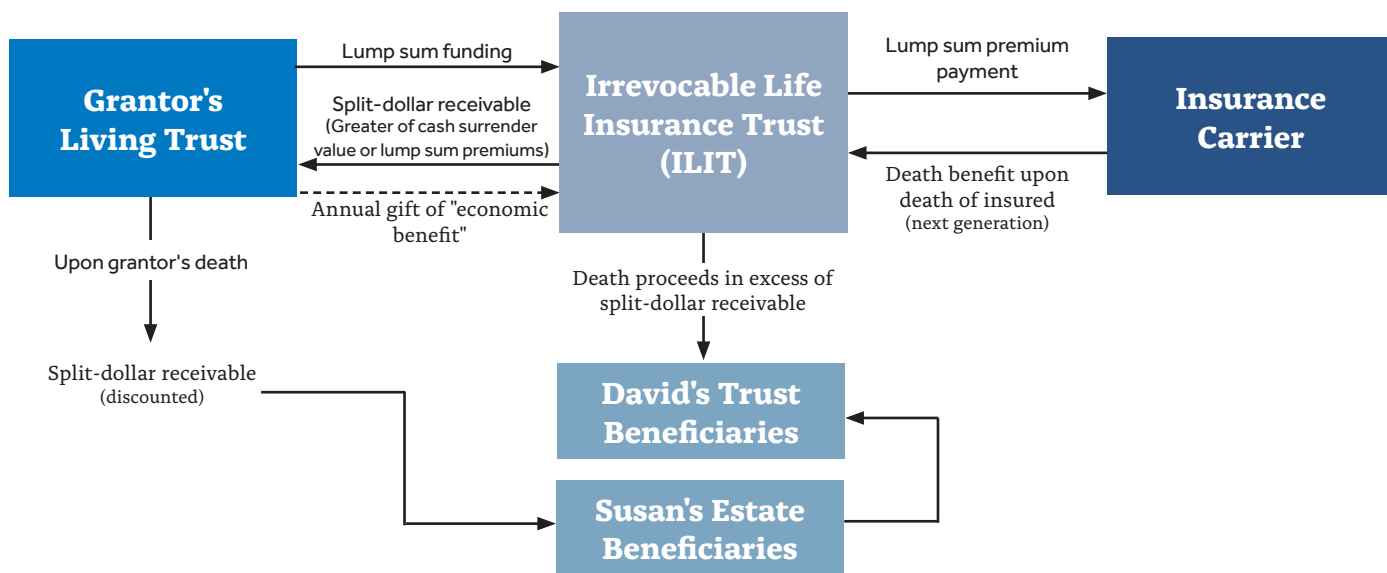 Grantor's
Living Trust
Lump sum funding
Split-dollar receivable
(Greater of cash surrender
value or lump sum premiums)
Annual gift of "economic
benefit"
Irrevocable Life
Insurance Trust
(ILIT)
Lump sum premium
payment
Death benefit upon
death of insured
(next generation)
Insurance
Carrier
Upon grantor's death
Split-dollar receivable
(discounted)
Death proceeds in excess of
split-dollar receivable
David's Trust
Beneficiaries
Susan's Estate
Beneficiaries